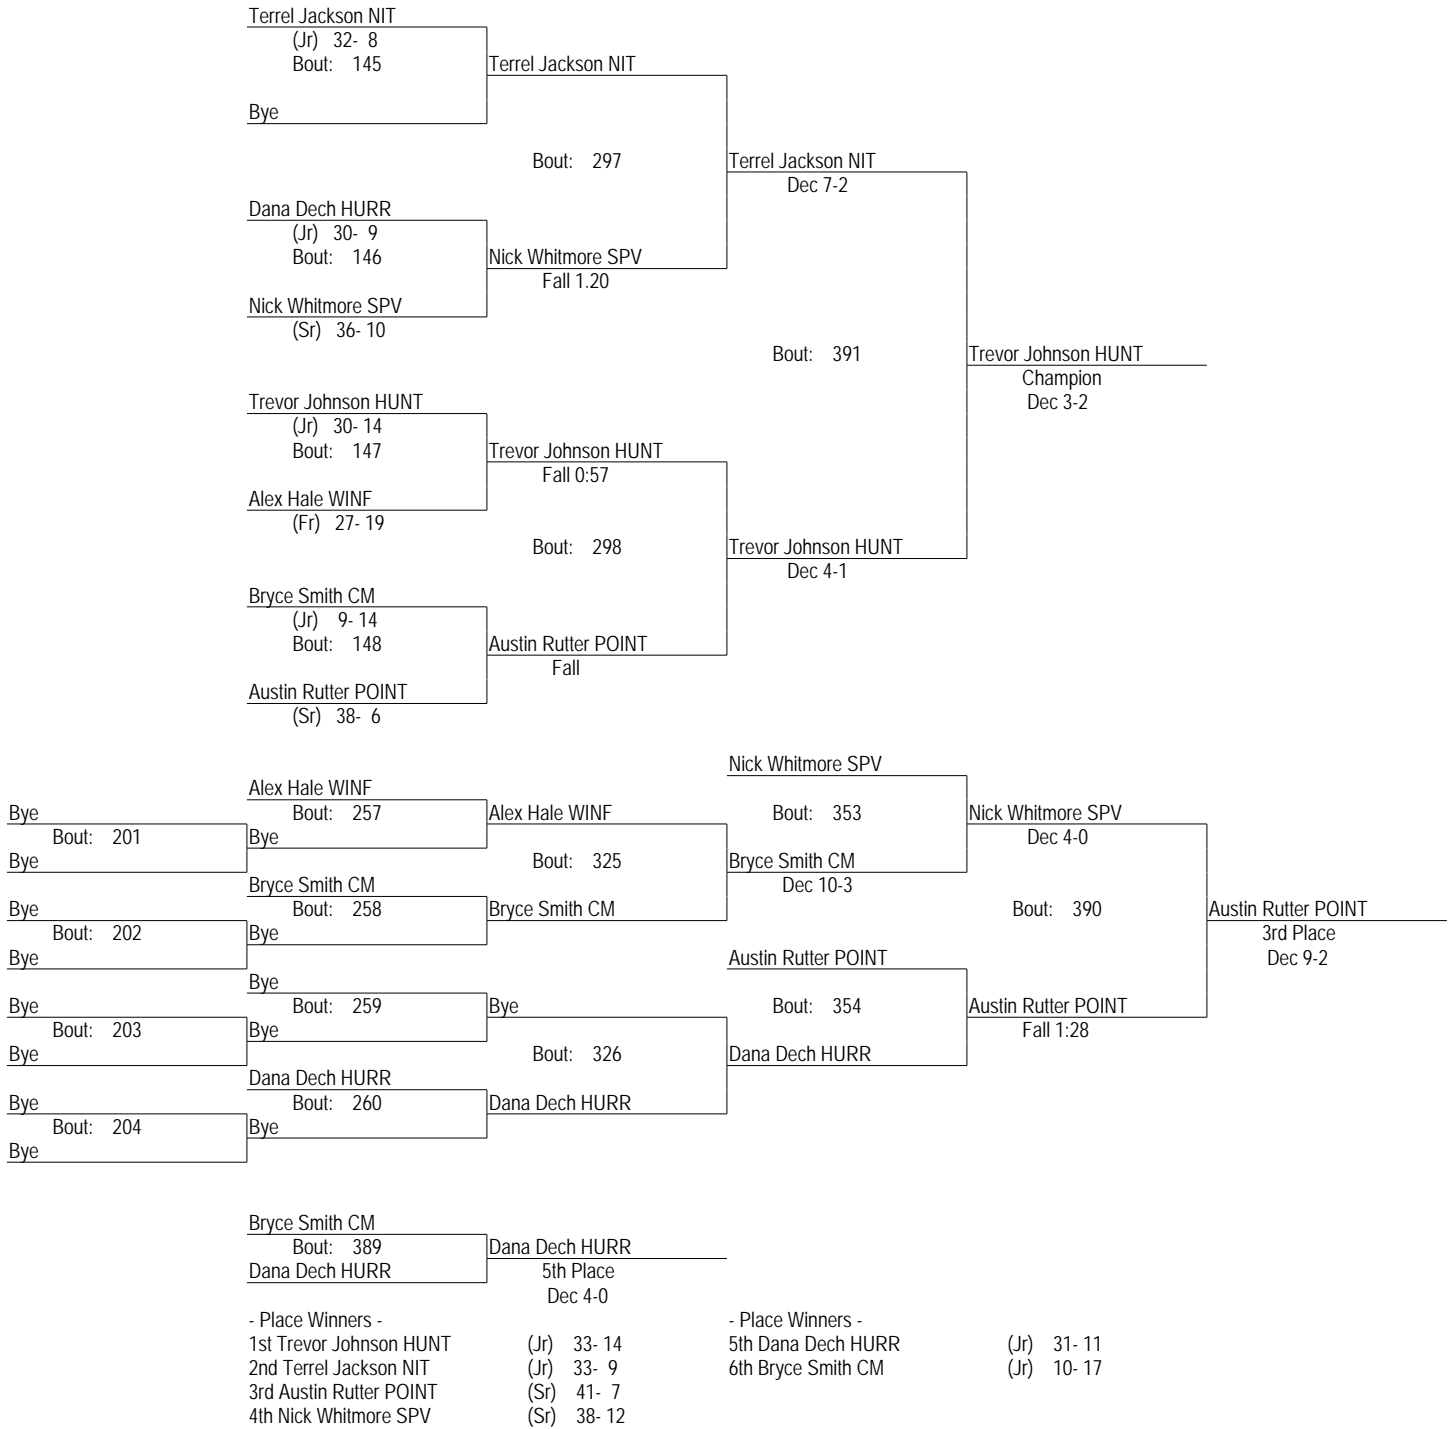 Terrel Jackson NIT
(Jr) 32- 8
Bout: 145
Terrel Jackson NIT
Bye
Bout: 297
Terrel Jackson NIT
Dec 7-2
Dana Dech HURR
(Jr) 30- 9
Bout: 146
Nick Whitmore SPV
Fall 1.20
Nick Whitmore SPV
(Sr) 36- 10
Bout: 391
Trevor Johnson HUNT
Champion
Dec 3-2
Trevor Johnson HUNT
(Jr) 30- 14
Bout: 147
Trevor Johnson HUNT
Fall 0:57
Alex Hale WINF
(Fr) 27- 19
Bout: 298
Trevor Johnson HUNT
Dec 4-1
Bryce Smith CM
(Jr) 9- 14
Bout: 148
Austin Rutter POINT
Fall
Austin Rutter POINT
(Sr) 38- 6
Nick Whitmore SPV
Alex Hale WINF
Bye
Bout: 257
Alex Hale WINF
Bout: 353
Nick Whitmore SPV
Bout: 201
Bye
Dec 4-0
Bye
Bout: 325
Bryce Smith CM
Bryce Smith CM
Dec 10-3
Bye
Bout: 258
Bryce Smith CM
Bout: 390
Austin Rutter POINT
Bout: 202
Bye
3rd Place
Bye
Austin Rutter POINT
Dec 9-2
Bye
Bye
Bout: 259
Bye
Bout: 354
Austin Rutter POINT
Bout: 203
Bye
Fall 1:28
Bye
Bout: 326
Dana Dech HURR
Dana Dech HURR
Bye
Bout: 260
Dana Dech HURR
Bout: 204
Bye
Bye
Bryce Smith CM
Bout: 389
Dana Dech HURR
Dana Dech HURR
5th Place
Dec 4-0
- Place Winners -
1st Trevor Johnson HUNT (Jr) 33- 14
2nd Terrel Jackson NIT (Jr) 33- 9
3rd Austin Rutter POINT (Sr) 41- 7
4th Nick Whitmore SPV (Sr) 38- 12
- Place Winners -
5th Dana Dech HURR (Jr) 31- 11
6th Bryce Smith CM (Jr) 10- 17